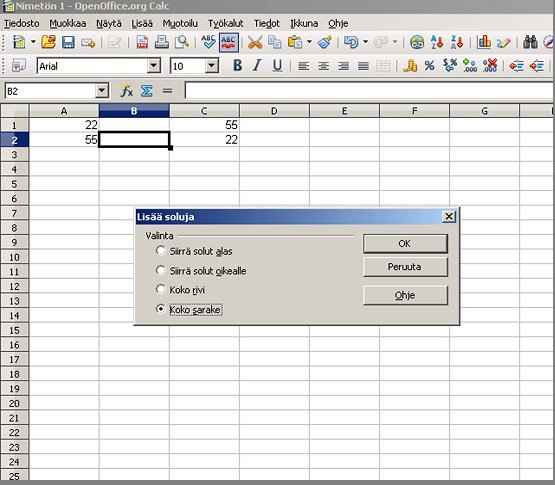 Nimetön 1 - OpenOffice.org Calc
Tiedosto Muokkaa Näytä Lisää Muotoilu Työkalut Tiedot Ikkuna Ohje
ABC ABC
Arial 10 B I U % $% .000
B2 =
A B C D E F G
1 22 55
2 55 22
3
4
5
6
7
Lisää soluja
8
Valinta
9 OK
Siirrä solut alas
10
11 Siirrä solut oikealle Peruuta
12
Koko rivi
13 Ohje
14 Koko sarake
15
16
17
18
19
20
21
22
23
24
25